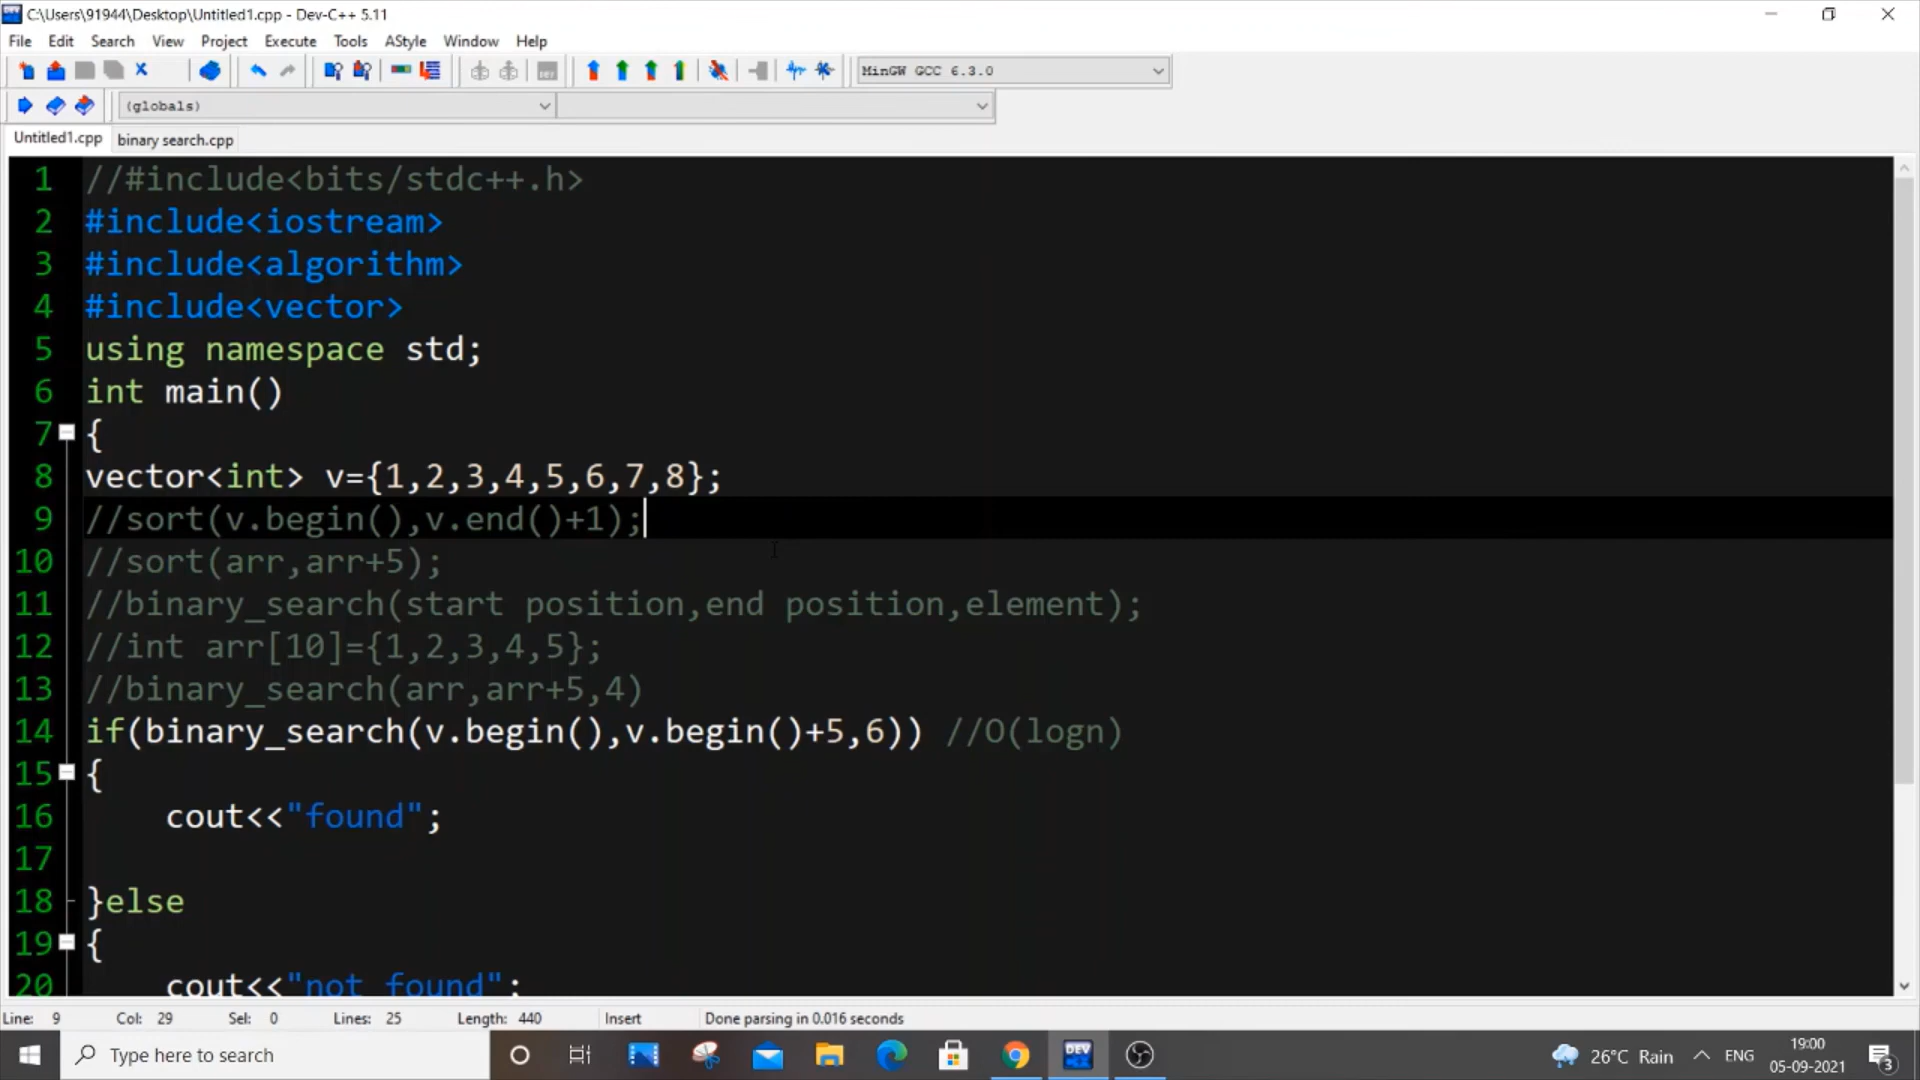 C:\Users\91944\Desktop\Untitled1.cpp - Dev-C++ 5.11
File Edit Search View Project Execute Tools AStyle Window Help
MinGW GCC 6.3.0
(globals)
Untitled1.cpp binary search.cpp
1 //#include<bits/stdc++.h>
2 #include<iostream>
3 #include<algorithm>
4 #include<vector>
5 using namespace std;
6 int main()
7 {
8 vector<int> v={1,2,3,4,5,6,7,8};
9 //sort(v.begin(),v.end()+1);
10 //sort(arr,arr+5);
11 //binary_search(start position,end position,element);
12 //int arr[10]={1,2,3,4,5};
13 //binary_search(arr,arr+5,4)
14 if(binary_search(v.begin(),v.begin()+5,6)) //O(logn)
15 {
16 cout<<"found";
17
18 }else
19 {
20 cout<<"not found";
Line: 9 Col: 29 Sel: 0 Lines: 25 Length: 440 Insert Done parsing in 0.016 seconds
Type here to search DEV 26°C Rain ENG 19:00
05-09-2021 3